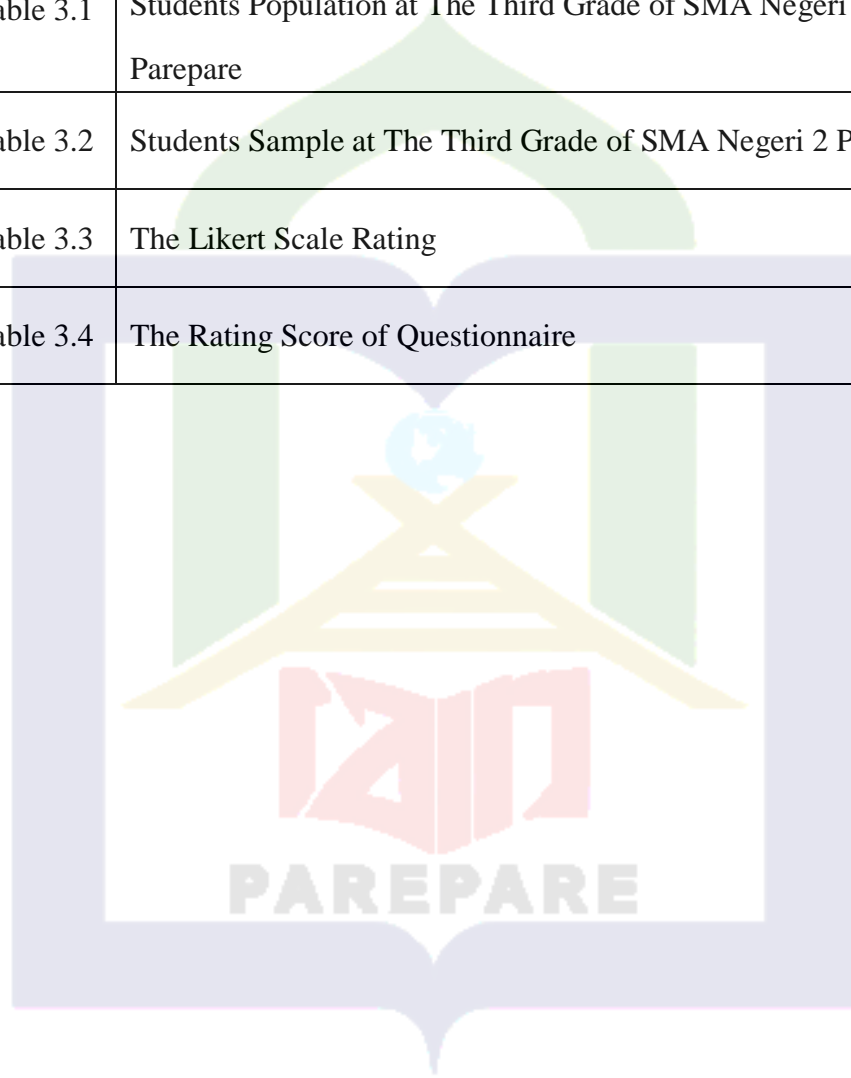 able 3.1 Students Population at The Third Grade of SMA Negeri
Parepare
able 3.2 Students Sample at The Third Grade of SMA Negeri 2 P
able 3.3 The Likert Scale Rating
able 3.4 The Rating Score of Questionnaire
PAREPARE